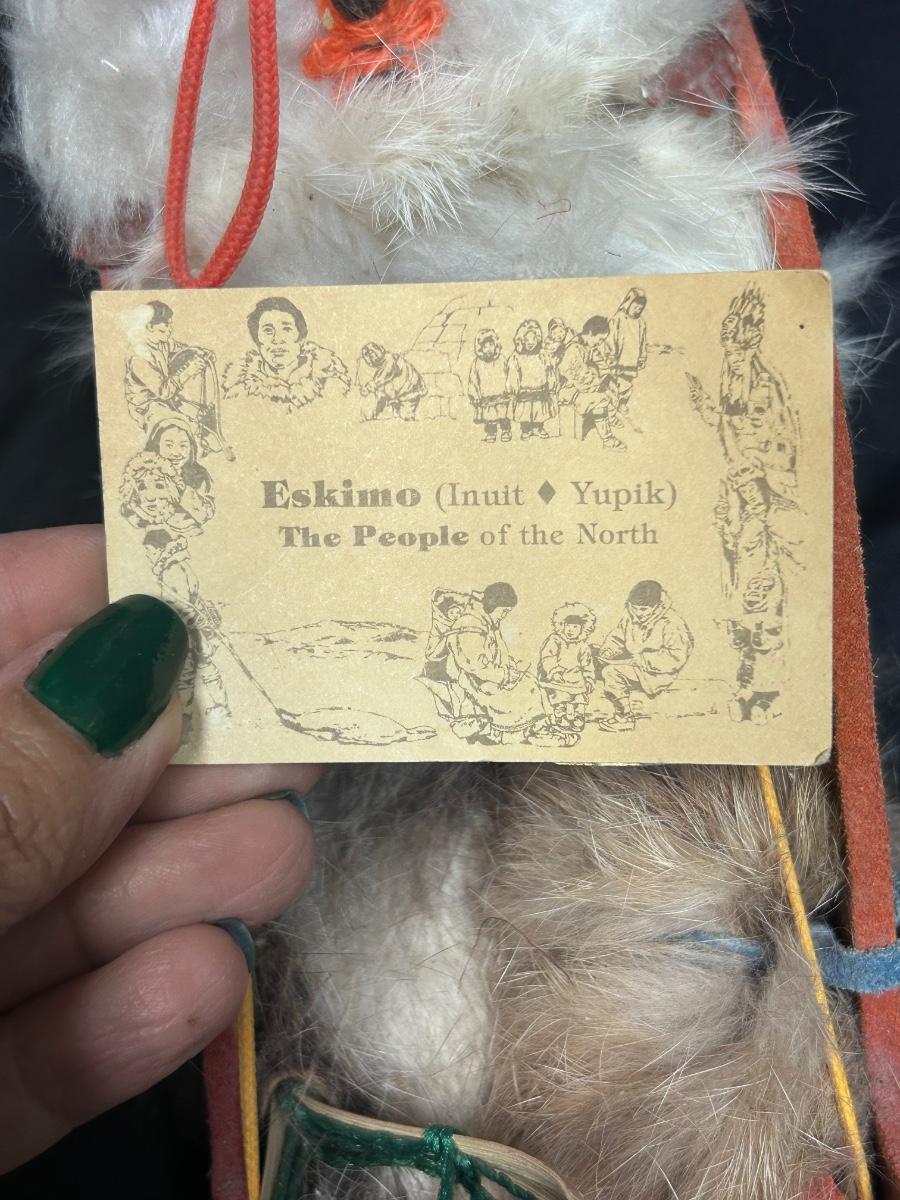 Eskimo (Inuit ♦ Yupik)
The People of the North